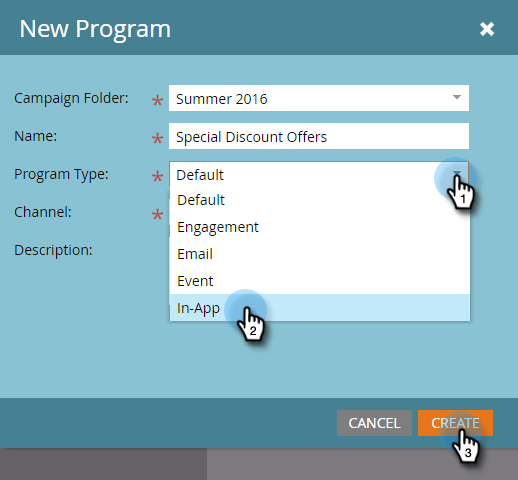 New Program
Campaign Folder: * Summer 2016
Name: * Special Discount Offers
Program Type: * Default
1
Default
Channel: *
Engagement
Description:
Email
Event
In-App
2
CANCEL CREATE
3